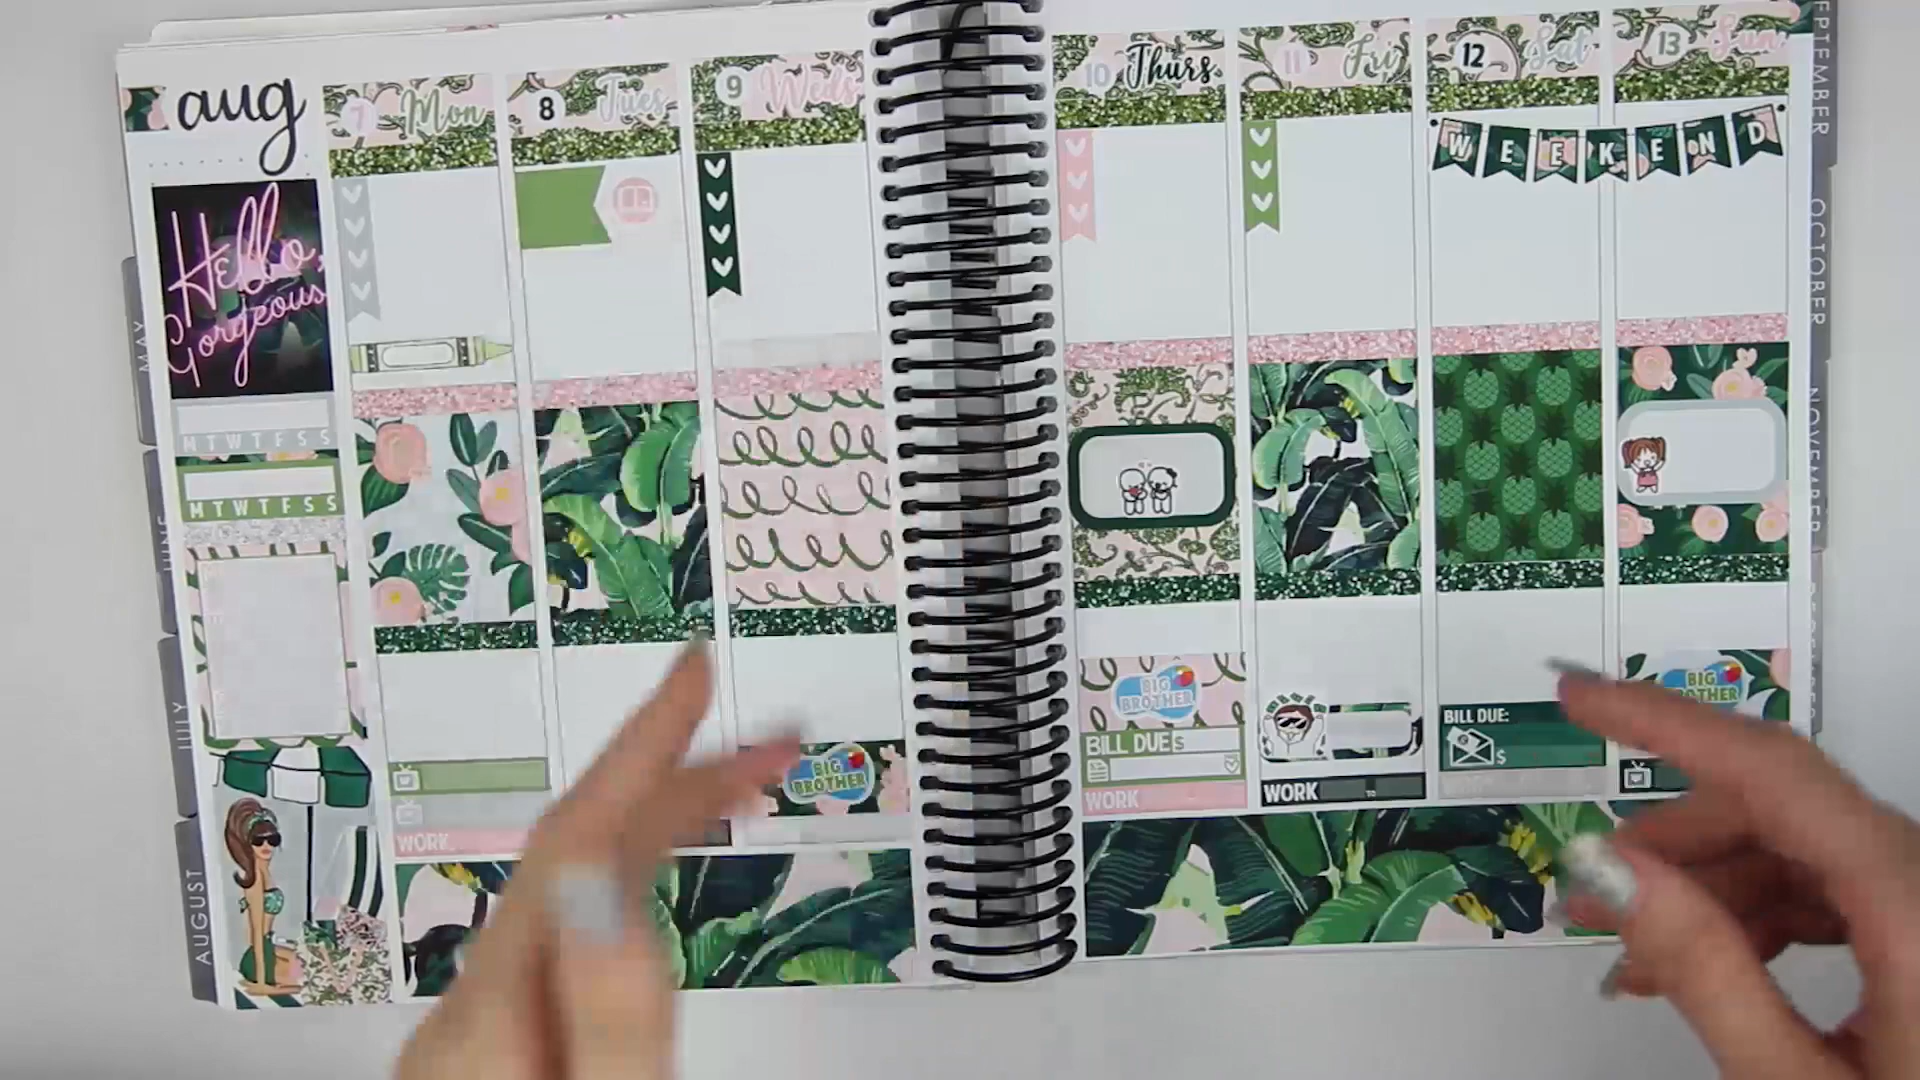 aug
7 Mon
8 Tues
9 Weds
10 Thurs
11 Fri
12 Sat
13 Sun
WEEKEND
Hello,
Gorgeous
M T W T F S S
M T W T F S S
WORK
BIG
BROTHER
BIG
BROTHER
BILL DUE
$
WORK
WORK
TO
BILL DUE:
$
BIG
BROTHER
MAY
JUNE
JULY
AUGUST
SEPTEMBER
OCTOBER
NOVEMBER